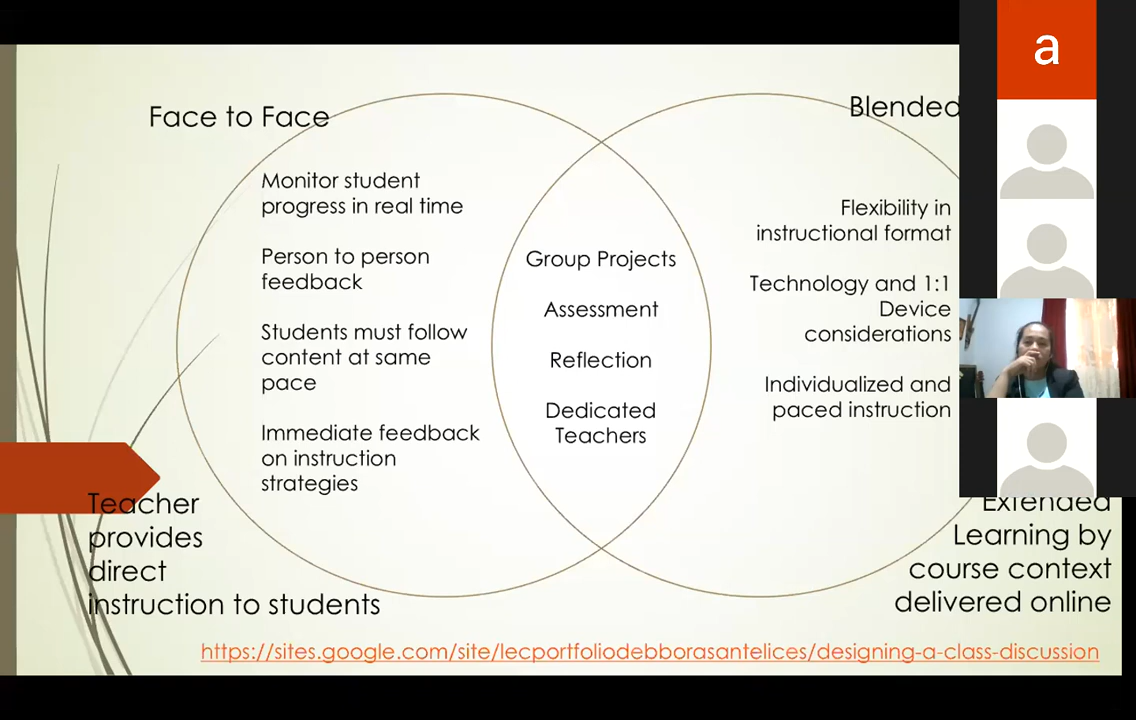 a
Face to Face
Blended
Monitor student
progress in real time
Person to person
feedback
Students must follow
content at same
pace
Immediate feedback
on instruction
strategies
Group Projects
Assessment
Reflection
Dedicated
Teachers
Flexibility in
instructional format
Technology and 1:1
Device
considerations
Individualized and
paced instruction
Teacher
provides
direct
instruction to students
Extended
Learning by
course context
delivered online
https://sites.google.com/site/lecportfoliodebborasantelices/designing-a-class-discussion